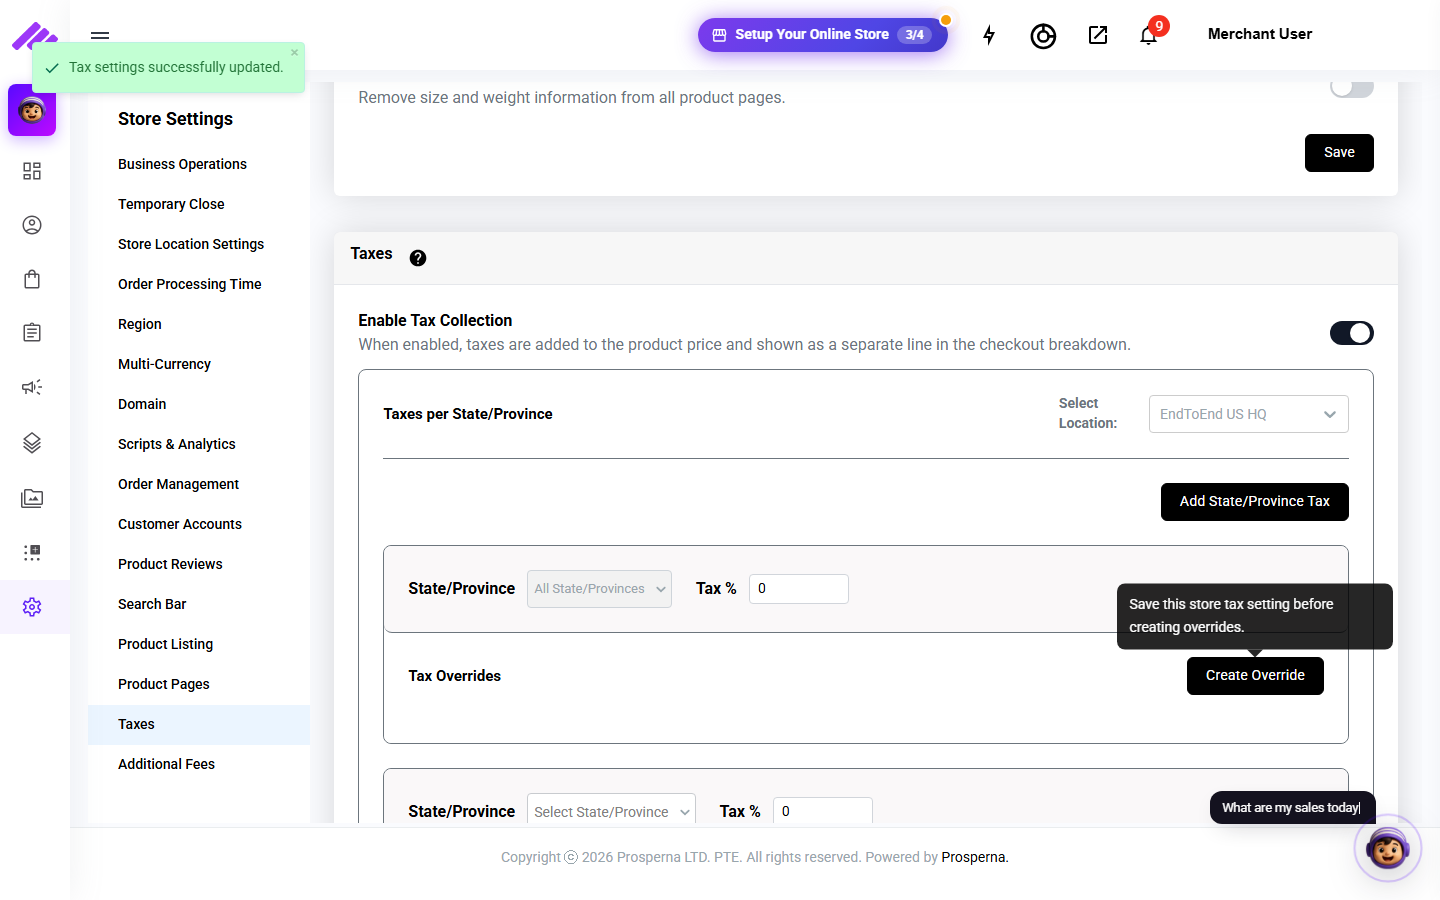 Setup Your Online Store 3/4
9
Merchant User
Tax settings successfully updated.
×
Store Settings
Business Operations
Temporary Close
Store Location Settings
Order Processing Time
Region
Multi-Currency
Domain
Scripts & Analytics
Order Management
Customer Accounts
Product Reviews
Search Bar
Product Listing
Product Pages
Taxes
Additional Fees
Remove size and weight information from all product pages.
Save
Taxes ?
Enable Tax Collection
When enabled, taxes are added to the product price and shown as a separate line in the checkout breakdown.
Taxes per State/Province
Select
Location:
EndToEnd US HQ
Add State/Province Tax
State/Province All State/Provinces Tax % 0
Save this store tax setting before
creating overrides.
Tax Overrides
Create Override
State/Province Select State/Province Tax % 0
What are my sales today
Copyright © 2026 Prosperna LTD. PTE. All rights reserved. Powered by Prosperna.